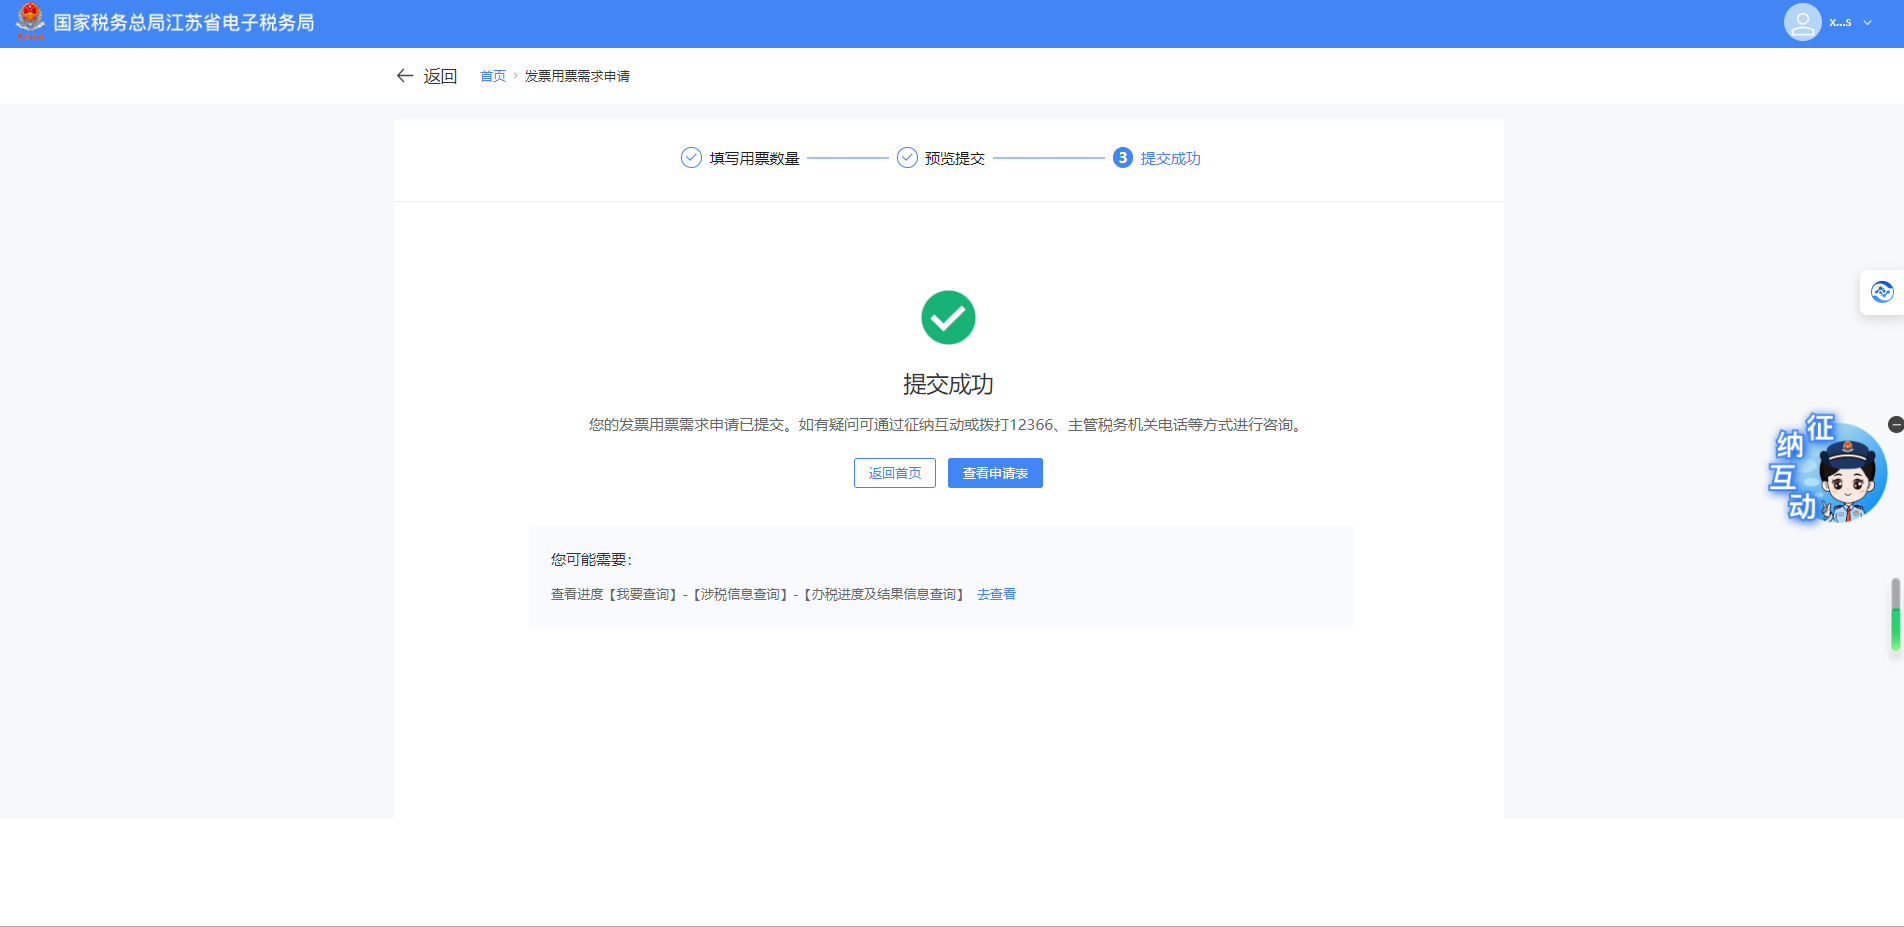 国家税务总局江苏省电子税务局
x...s
返回
首页
发票用票需求申请
填写用票数量
预览提交
3 提交成功
提交成功
您的发票用票需求申请已提交。如有疑问可通过征纳互动或拨打12366、主管税务机关电话等方式进行咨询。
返回首页
查看申请表
征纳互动
您可能需要：
查看进度【我要查询】-【涉税信息查询】-【办税进度及结果信息查询】 去查看